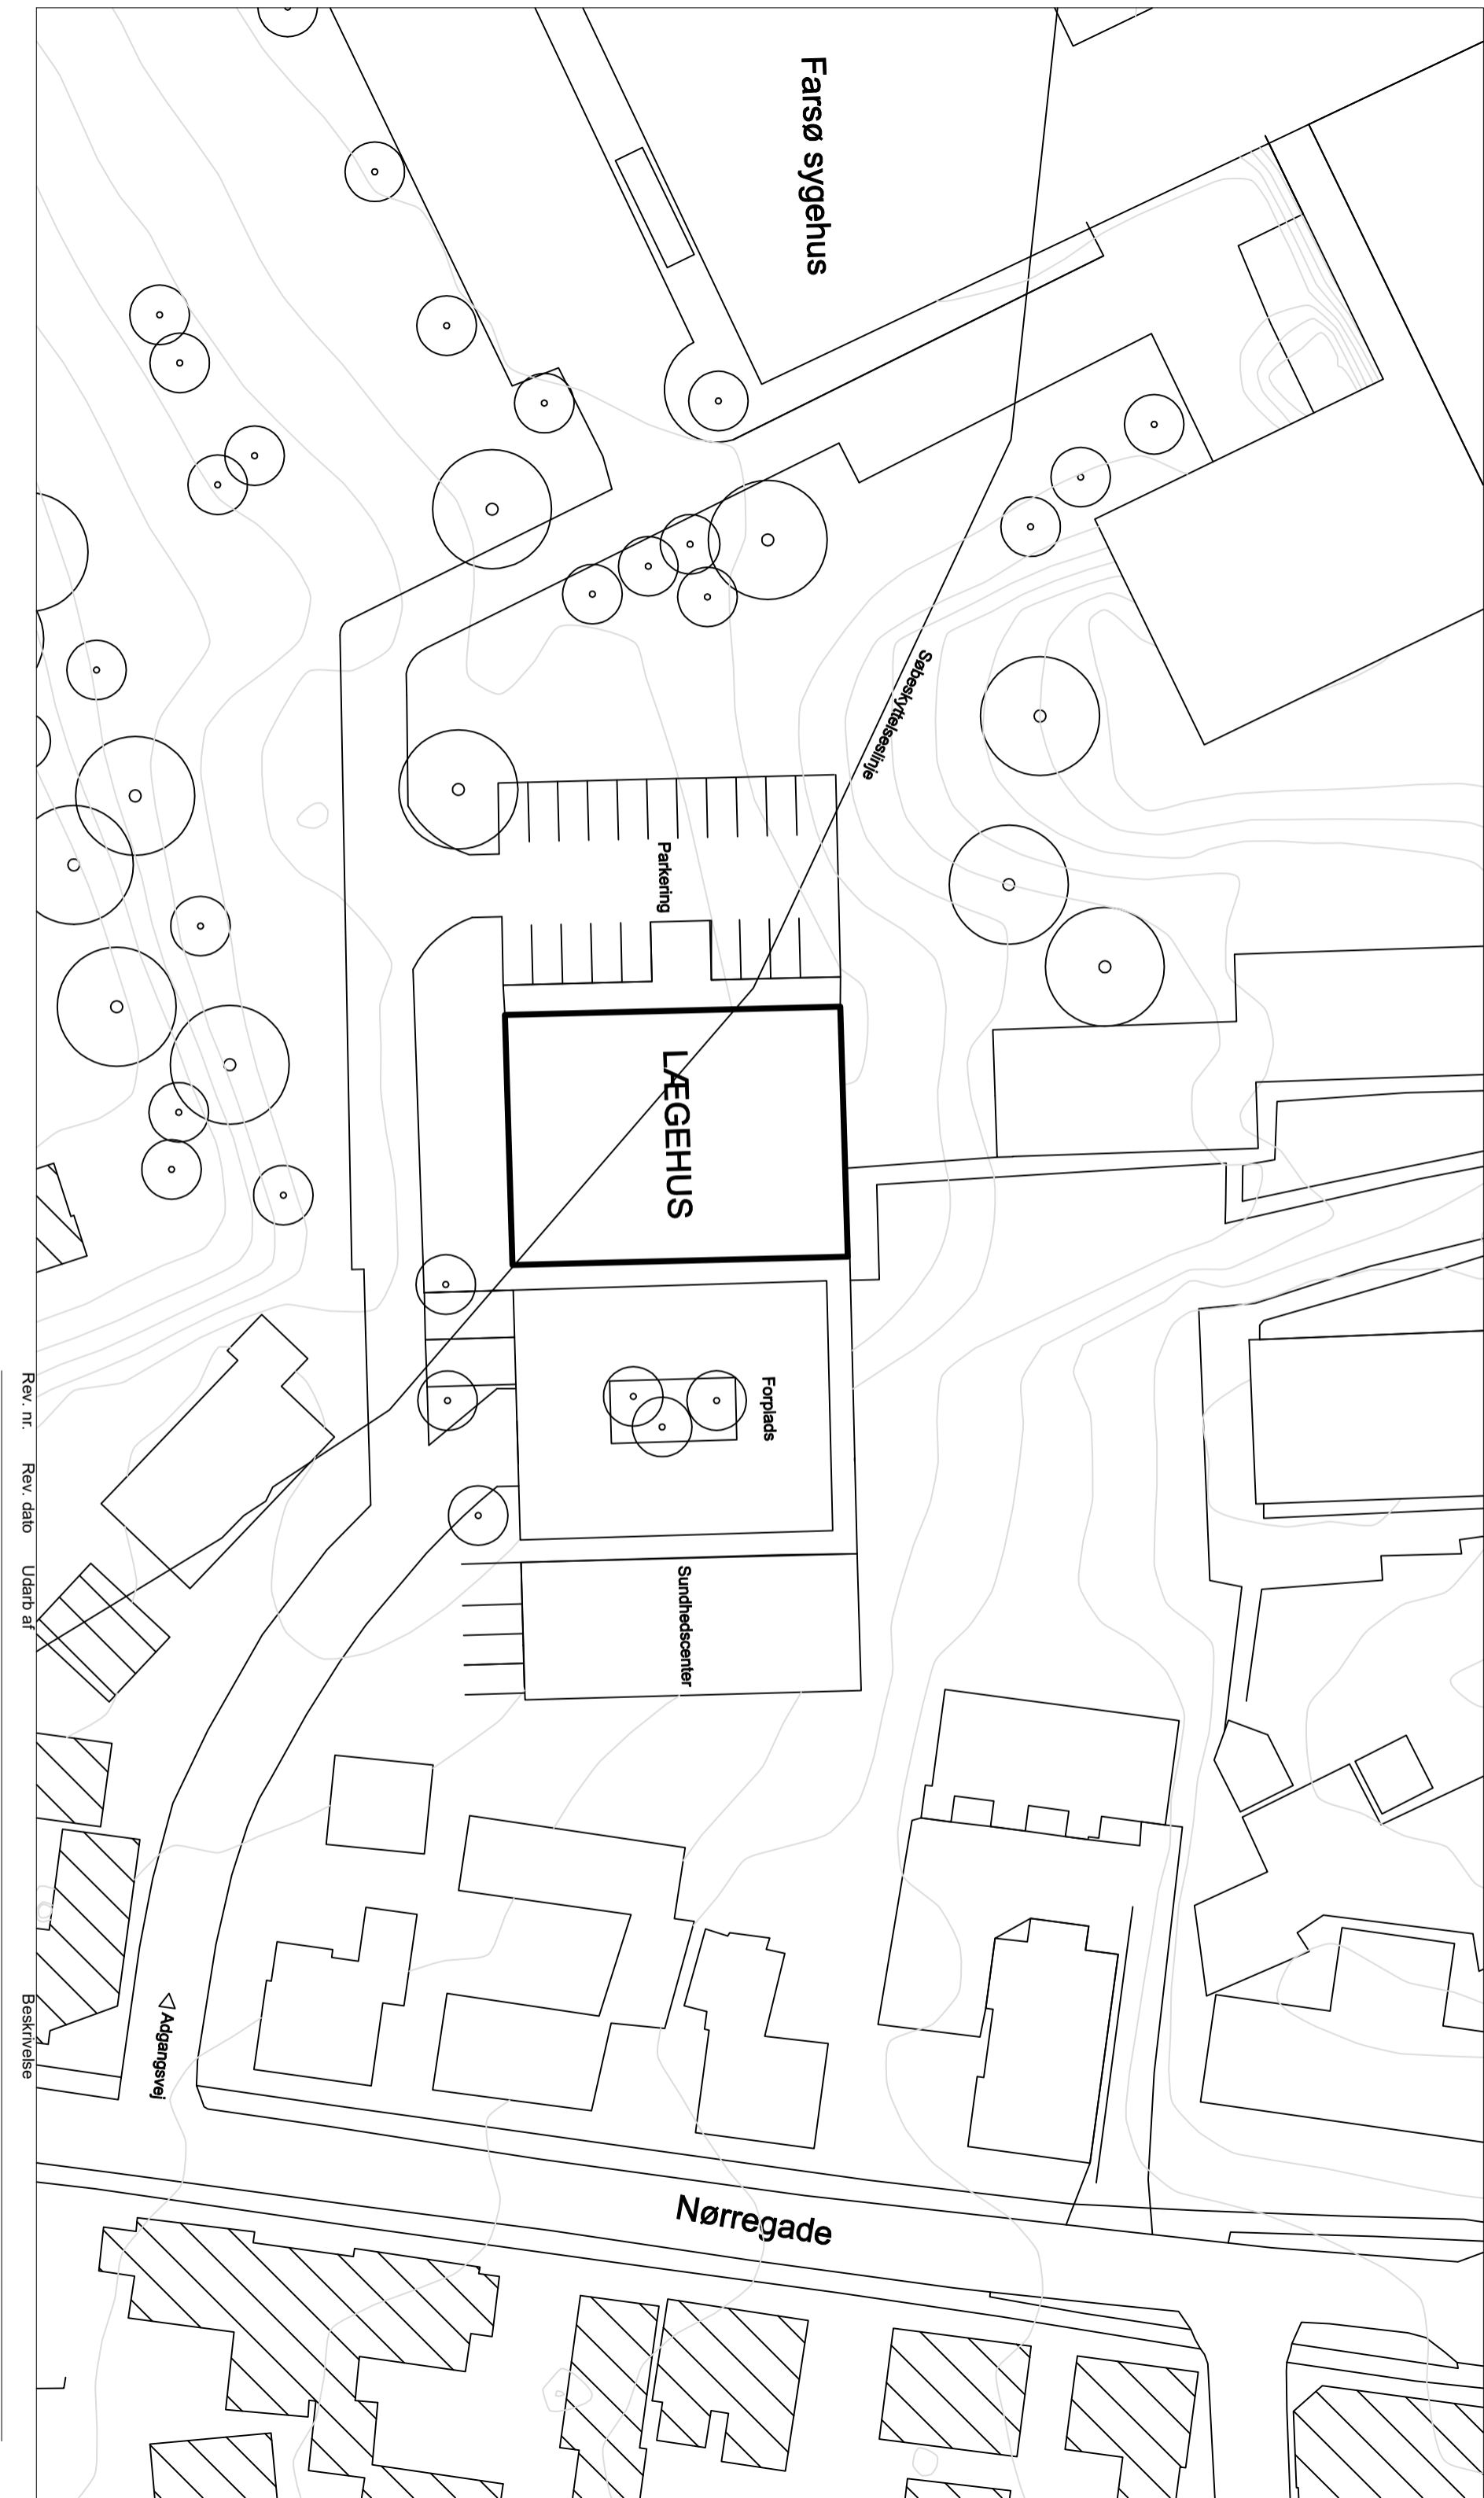 Farsø sygehus
Søbeskyttelseslinje
Parkering
LÆGEHUS
Forplads
Sundhedscenter
Adgangsvej
Nørregade
Rev. nr. Rev. dato Udarb af Beskrivelse